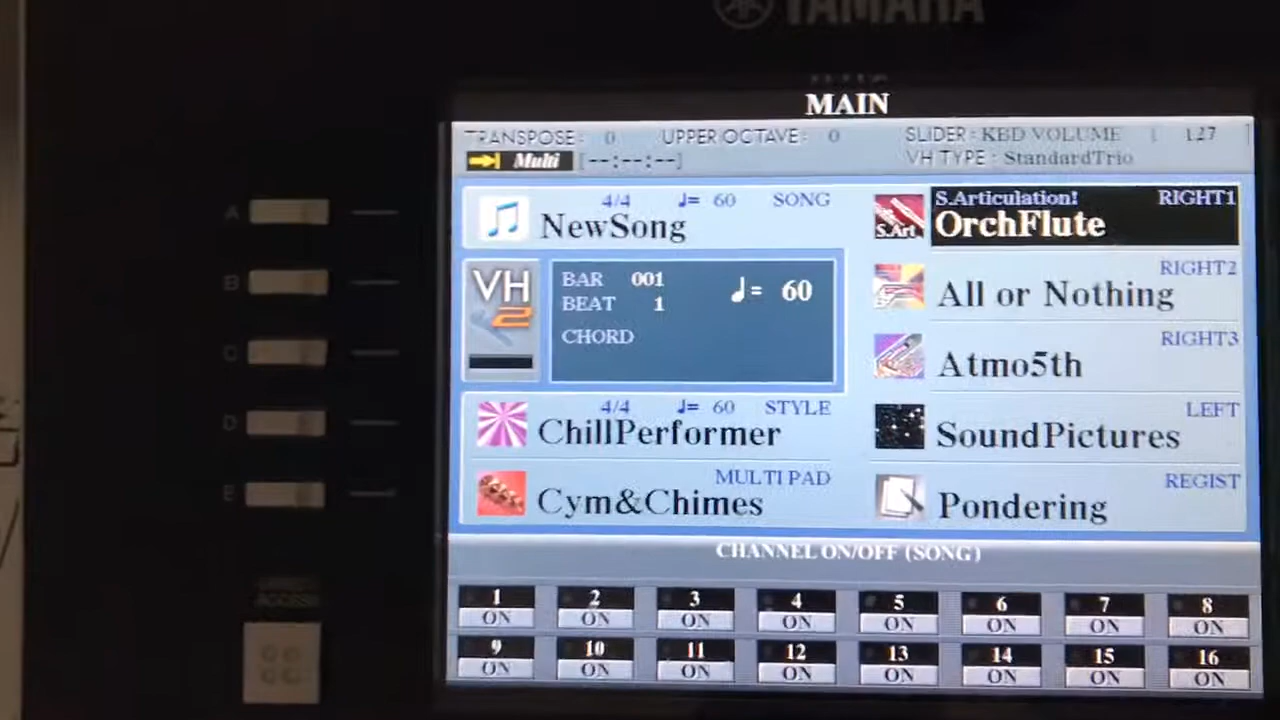 YAMAHA
MAIN
TRANSPOSE: 0 UPPER OCTAVE: 0 SLIDER: KBD VOLUME [ 127 ]
Multi [--:--:--] VH TYPE : StandardTrio
4/4 ♩= 60 SONG
NewSong
S.Articulation! RIGHT1
S.Art OrchFlute
VH
2
BAR 001
BEAT 1
♩= 60
CHORD
RIGHT2
All or Nothing
RIGHT3
Atmo5th
4/4 ♩= 60 STYLE
ChillPerformer
LEFT
SoundPictures
MULTI PAD
Cym&Chimes
REGIST
Pondering
CHANNEL ON/OFF (SONG)
1 2 3 4 5 6 7 8
ON ON ON ON ON ON ON ON
9 10 11 12 13 14 15 16
ON ON ON ON ON ON ON ON
A
B
C
D
E
ACCESS